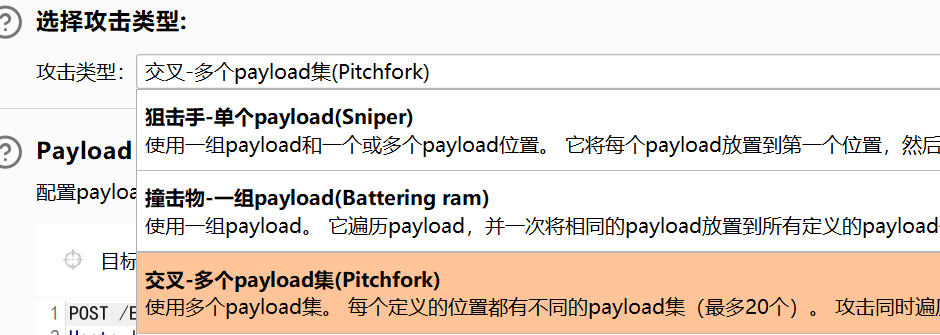 选择攻击类型:
攻击类型： 交叉-多个payload集(Pitchfork)
狙击手-单个payload(Sniper)
使用一组payload和一个或多个payload位置。 它将每个payload放置到第一个位置，然后
Payload
撞击物-一组payload(Battering ram)
配置payloa
使用一组payload。 它遍历payload，并一次将相同的payload放置到所有定义的payload
目标
交叉-多个payload集(Pitchfork)
使用多个payload集。 每个定义的位置都有不同的payload集（最多20个）。 攻击同时遍
1 POST /E